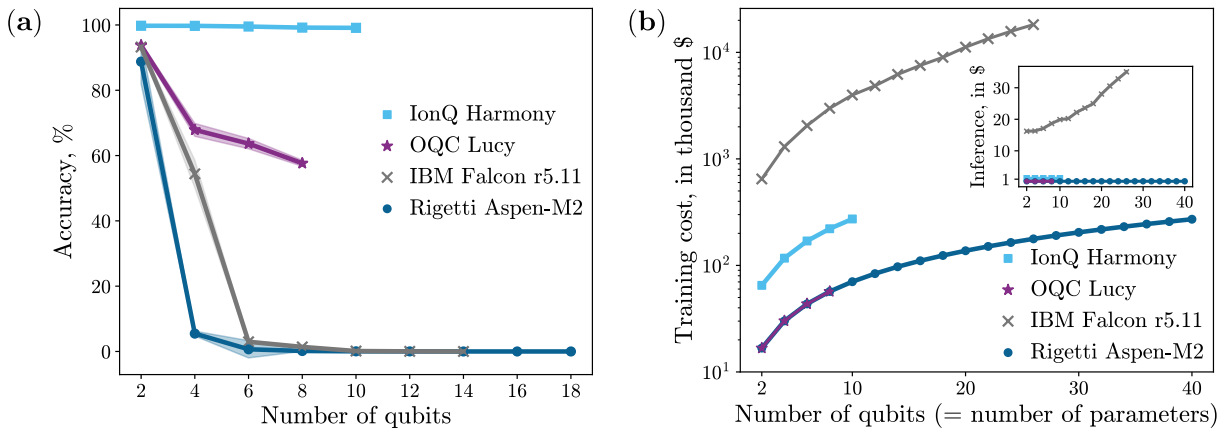 (a)
Accuracy, %
100
80
60
40
20
0
IonQ Harmony
OQC Lucy
IBM Falcon r5.11
Rigetti Aspen-M2
2 4 6 8 10 12 14 16 18
Number of qubits
(b)
Training cost, in thousand $
10^4
10^3
10^2
10^1
Inference, in $
30
20
10
1
2 10 20 30 40
IonQ Harmony
OQC Lucy
IBM Falcon r5.11
Rigetti Aspen-M2
2 10 20 30 40
Number of qubits (= number of parameters)